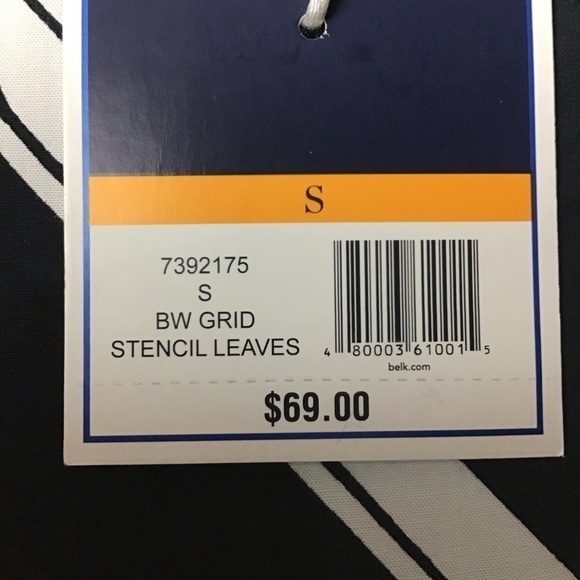 S
7392175
S
BW GRID
STENCIL LEAVES
4 80003 61001 5
belk.com
$69.00